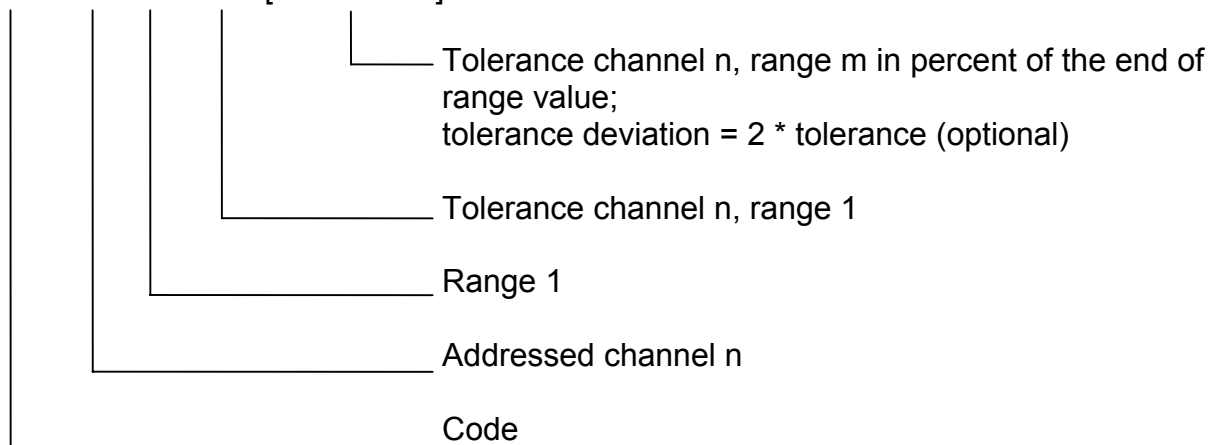 Tolerance channel n, range m in percent of the end of
range value;
tolerance deviation = 2 * tolerance (optional)
Tolerance channel n, range 1
Range 1
Addressed channel n
Code